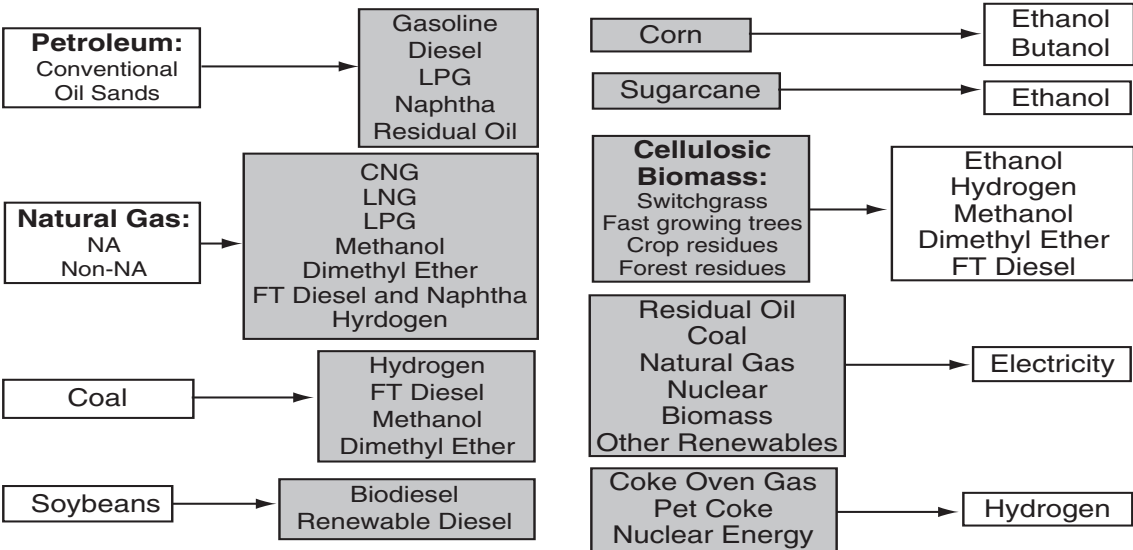 Petroleum:
Conventional
Oil Sands
Gasoline
Diesel
LPG
Naphtha
Residual Oil
Natural Gas:
NA
Non-NA
CNG
LNG
LPG
Methanol
Dimethyl Ether
FT Diesel and Naphtha
Hyrdogen
Coal
Hydrogen
FT Diesel
Methanol
Dimethyl Ether
Soybeans
Biodiesel
Renewable Diesel
Corn
Ethanol
Butanol
Sugarcane
Ethanol
Cellulosic
Biomass:
Switchgrass
Fast growing trees
Crop residues
Forest residues
Ethanol
Hydrogen
Methanol
Dimethyl Ether
FT Diesel
Residual Oil
Coal
Natural Gas
Nuclear
Biomass
Other Renewables
Electricity
Coke Oven Gas
Pet Coke
Nuclear Energy
Hydrogen